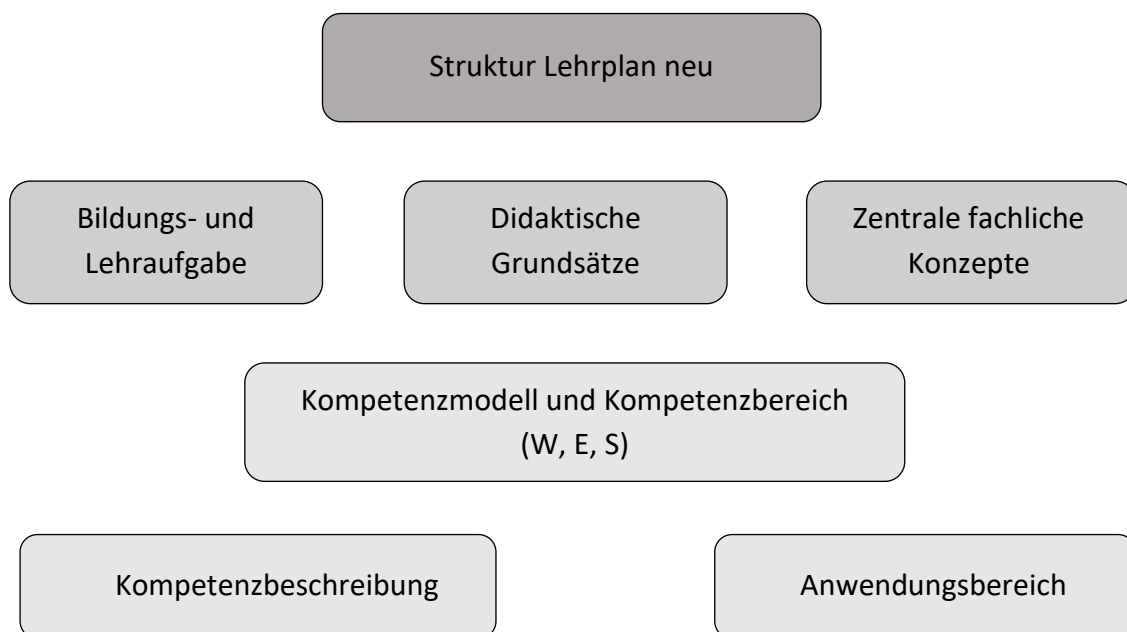 Struktur Lehrplan neu
Bildungs- und
Lehraufgabe
Didaktische
Grundsätze
Zentrale fachliche
Konzepte
Kompetenzmodell und Kompetenzbereich
(W, E, S)
Kompetenzbeschreibung
Anwendungsbereich